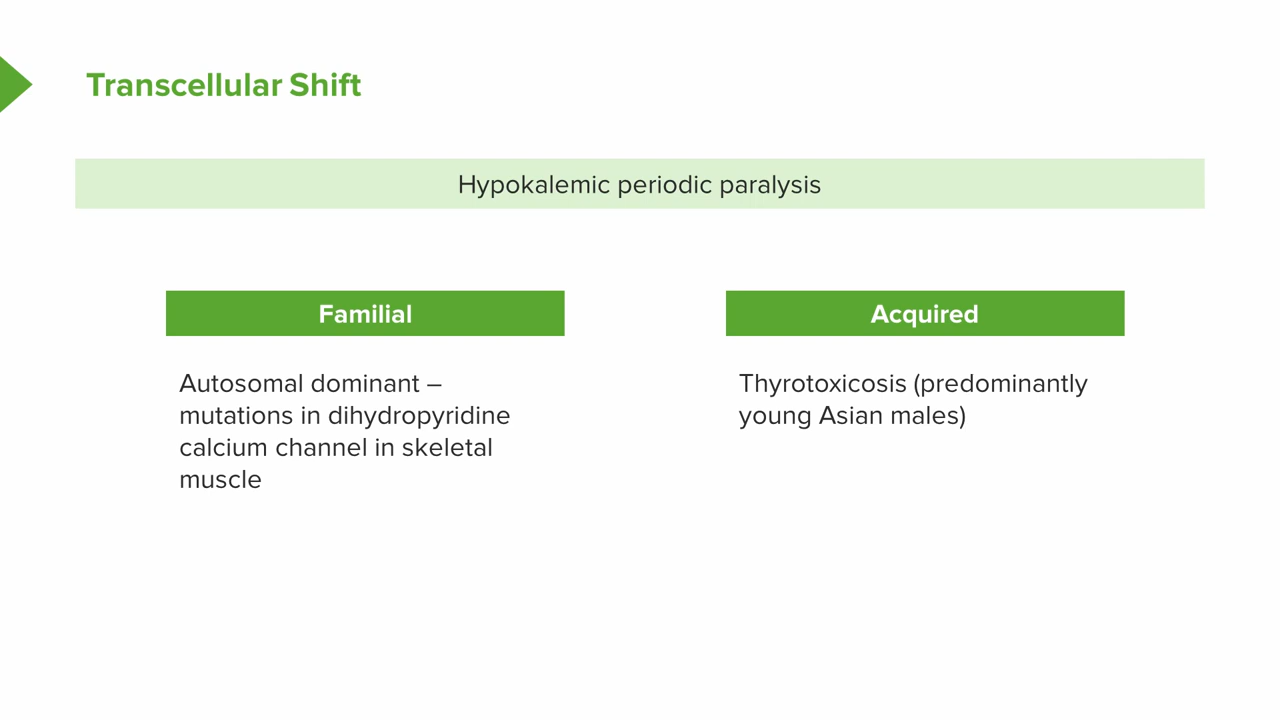 Transcellular Shift
Hypokalemic periodic paralysis
Familial
Autosomal dominant –
mutations in dihydropyridine
calcium channel in skeletal
muscle
Acquired
Thyrotoxicosis (predominantly
young Asian males)